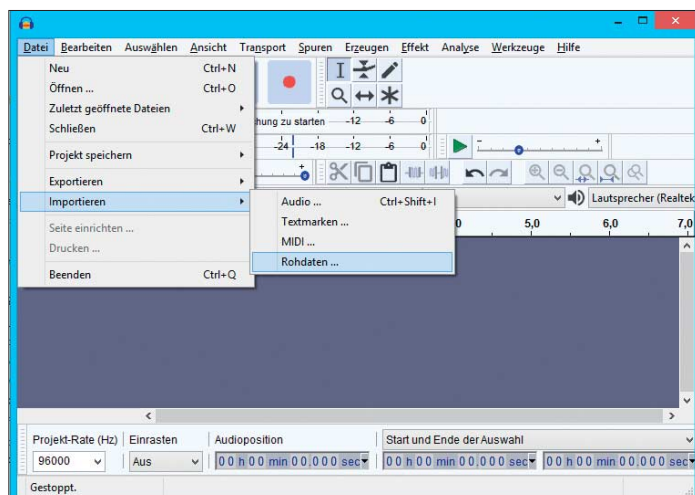 Datei Bearbeiten Auswählen Ansicht Transport Spuren Erzeugen Effekt Analyse Werkzeuge Hilfe
Neu Ctrl+N
Öffnen ... Ctrl+O
Zuletzt geöffnete Dateien
Schließen Ctrl+W
Projekt speichern
Exportieren
Importieren
Seite einrichten ...
Drucken ...
Beenden Ctrl+Q
zu starten -12 -6 0
-24 -18 -12 -6 0
- +
Audio ... Ctrl+Shift+I
Textmarken ...
MIDI ...
Rohdaten ...
Lautsprecher (Realtek
5,0 6,0 7,0
Projekt-Rate (Hz) Einrasten Audioposition Start und Ende der Auswahl
96000 Aus 00 h 00 min 00,000 sec 00 h 00 min 00,000 sec 00 h 00 min 00,000 sec
Gestoppt.